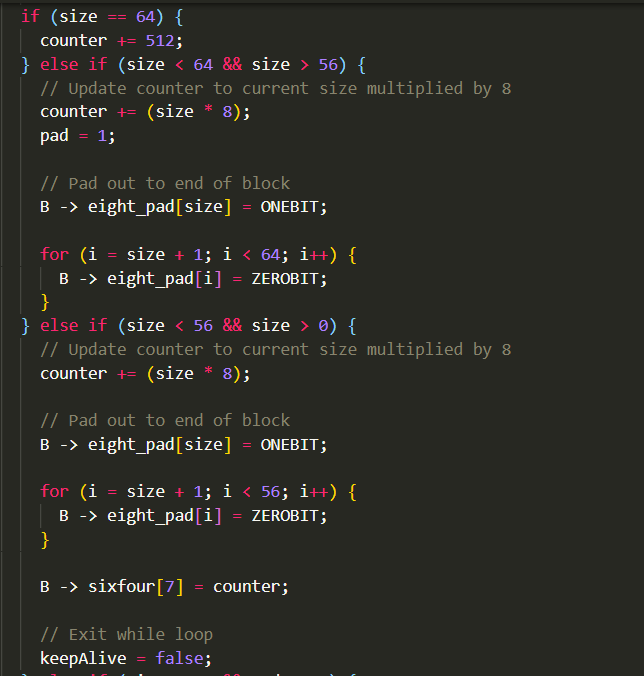 if (size == 64) {
counter += 512;
} else if (size < 64 && size > 56) {
// Update counter to current size multiplied by 8
counter += (size * 8);
pad = 1;
// Pad out to end of block
B -> eight_pad[size] = ONEBIT;
for (i = size + 1; i < 64; i++) {
B -> eight_pad[i] = ZEROBIT;
}
} else if (size < 56 && size > 0) {
// Update counter to current size multiplied by 8
counter += (size * 8);
// Pad out to end of block
B -> eight_pad[size] = ONEBIT;
for (i = size + 1; i < 56; i++) {
B -> eight_pad[i] = ZEROBIT;
}
B -> sixfour[7] = counter;
// Exit while loop
keepAlive = false;